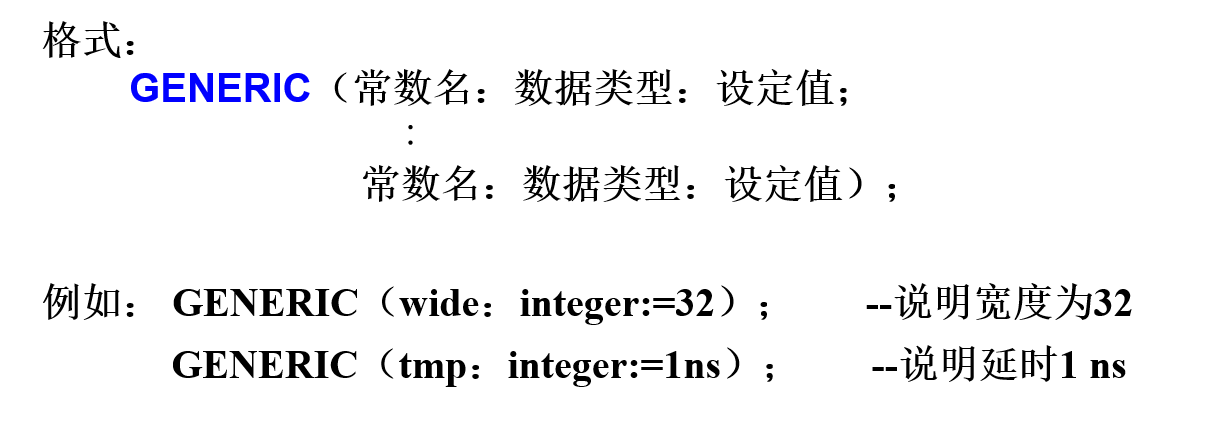 格式：
GENERIC（常数名：数据类型：设定值；
：
常数名：数据类型：设定值）；
例如： GENERIC（wide：integer:=32）； --说明宽度为32
GENERIC（tmp：integer:=1ns）； --说明延时1 ns